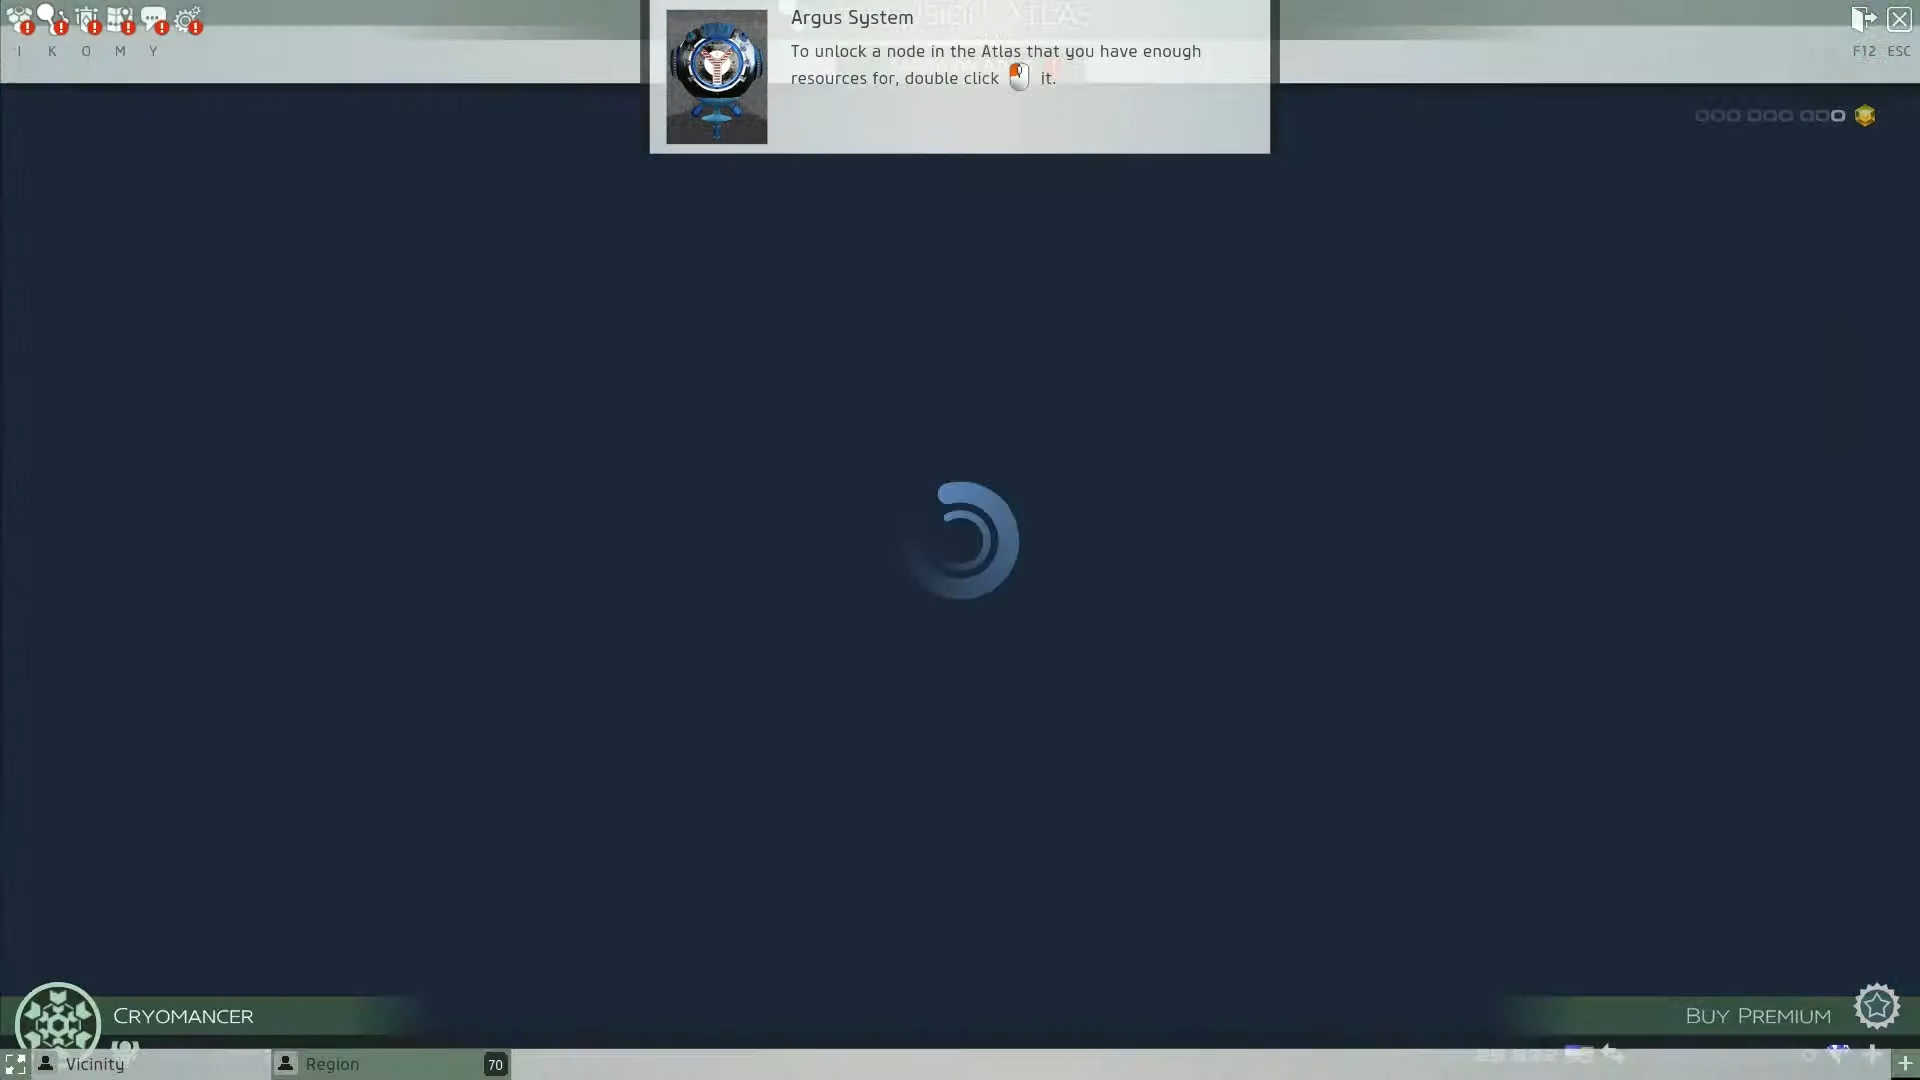 Argus System
To unlock a node in the Atlas that you have enough
resources for, double click it.
I K O M Y
F12 ESC
Cryomancer
Buy Premium
Vicinity
Region 70